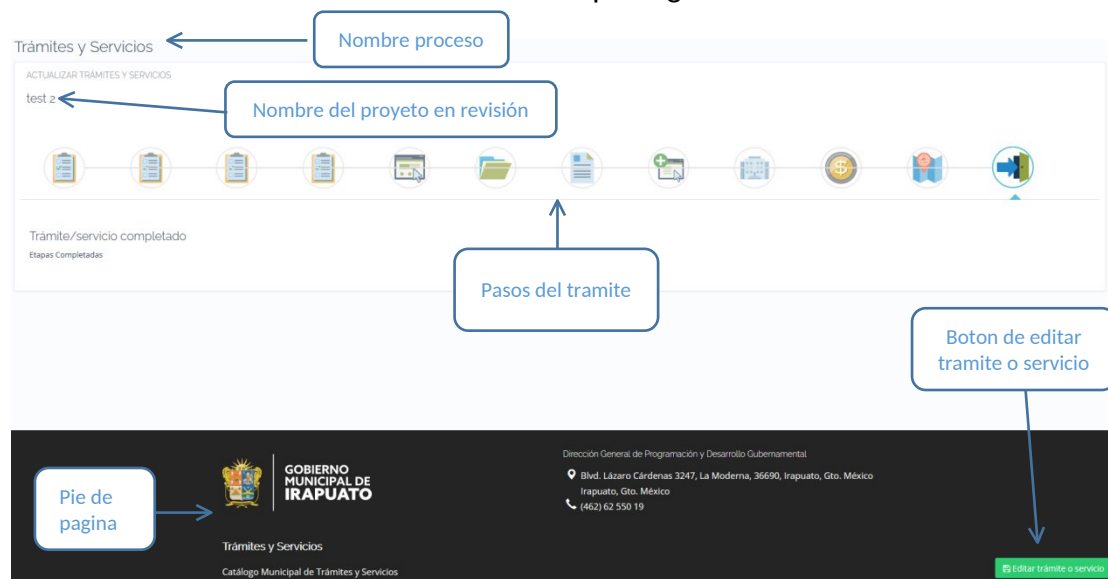 Trámites y Servicios
Nombre proceso
ACTUALIZAR TRÁMITES Y SERVICIOS
test 2
Nombre del proyeto en revisión
Trámite/servicio completado
Etapas Completadas
Pasos del tramite
Boton de editar
tramite o servicio
Pie de
pagina
GOBIERNO
MUNICIPAL DE
IRAPUATO
Dirección General de Programación y Desarrollo Gubernamental
Blvd. Lázaro Cárdenas 3247, La Moderna, 36690, Irapuato, Gto. México
Irapuato, Gto. México
(462) 62 550 19
Trámites y Servicios
Catálogo Municipal de Trámites y Servicios
Editar trámite o servicio